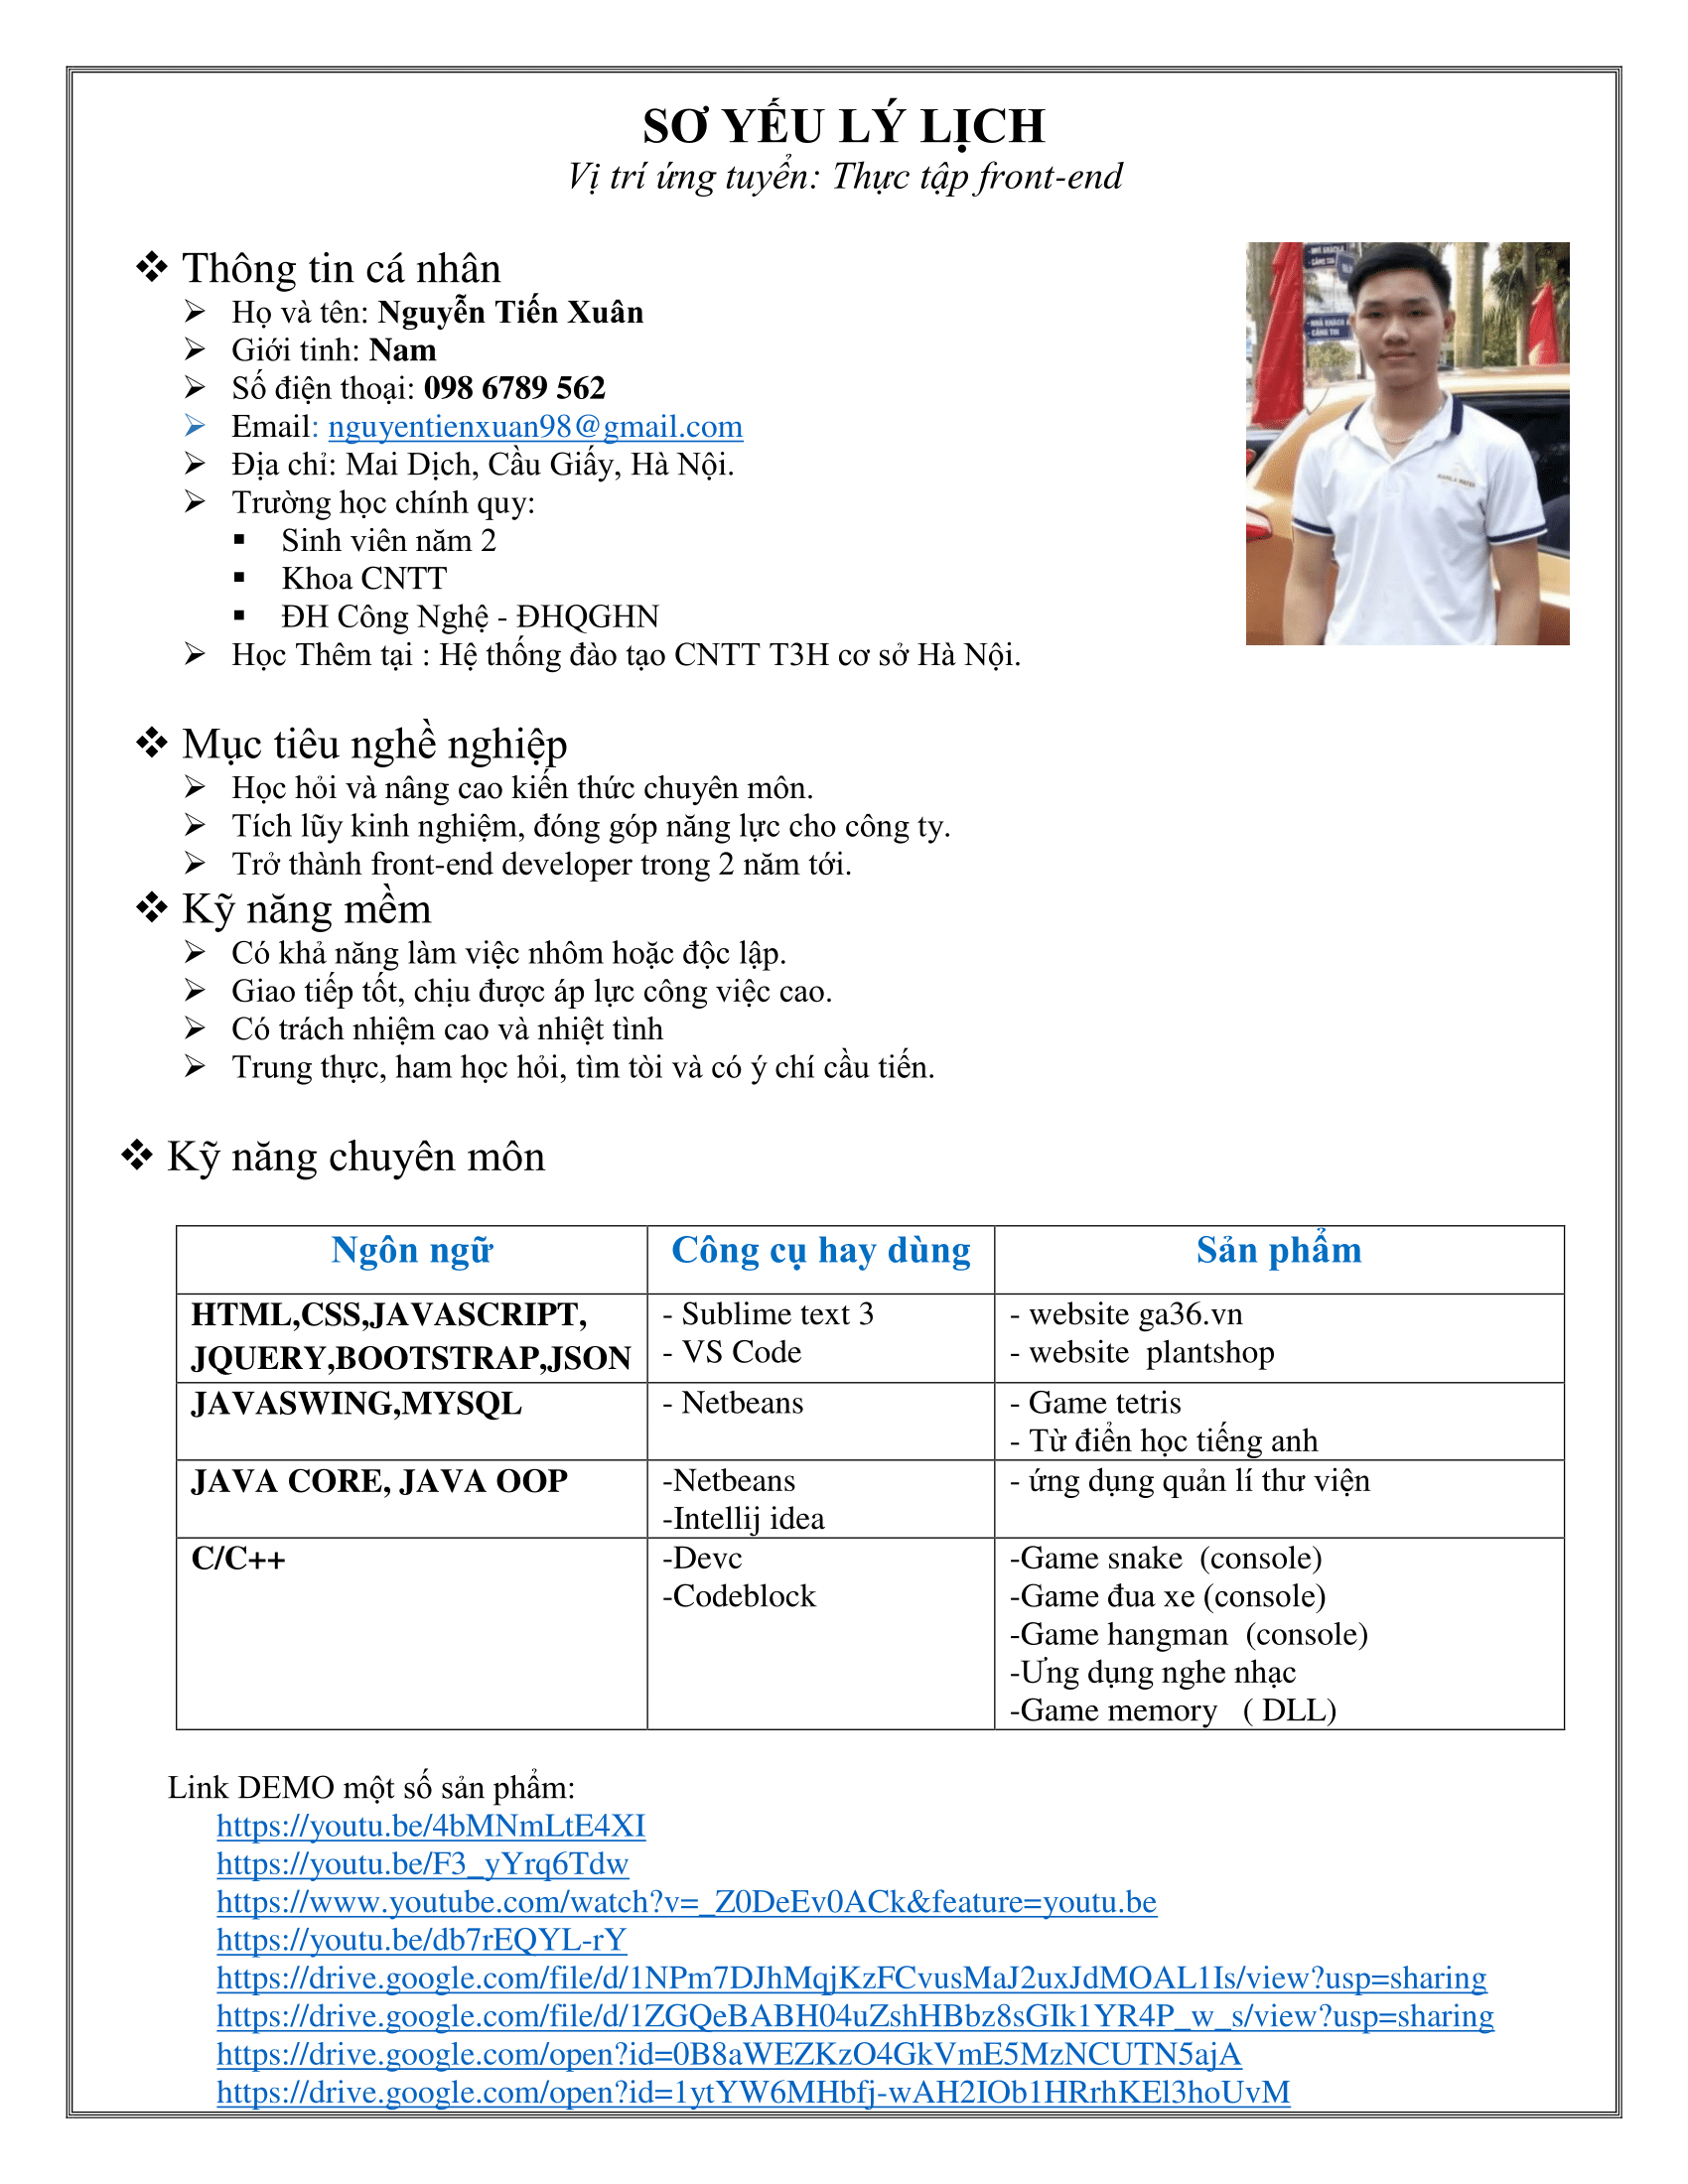 SƠ YẾU LÝ LỊCH
Vị trí ứng tuyển: Thực tập front-end
❖ Thông tin cá nhân
➢ Họ và tên: Nguyễn Tiến Xuân
➢ Giới tinh: Nam
➢ Số điện thoại: 098 6789 562
➢ Email: nguyentienxuan98@gmail.com
➢ Địa chỉ: Mai Dịch, Cầu Giấy, Hà Nội.
➢ Trường học chính quy:
▪ Sinh viên năm 2
▪ Khoa CNTT
▪ ĐH Công Nghệ - ĐHQGHN
➢ Học Thêm tại : Hệ thống đào tạo CNTT T3H cơ sở Hà Nội.
❖ Mục tiêu nghề nghiệp
➢ Học hỏi và nâng cao kiến thức chuyên môn.
➢ Tích lũy kinh nghiệm, đóng góp năng lực cho công ty.
➢ Trở thành front-end developer trong 2 năm tới.
❖ Kỹ năng mềm
➢ Có khả năng làm việc nhôm hoặc độc lập.
➢ Giao tiếp tốt, chịu được áp lực công việc cao.
➢ Có trách nhiệm cao và nhiệt tình
➢ Trung thực, ham học hỏi, tìm tòi và có ý chí cầu tiến.
❖ Kỹ năng chuyên môn
Ngôn ngữ Công cụ hay dùng Sản phẩm
HTML,CSS,JAVASCRIPT, - Sublime text 3 - website ga36.vn
JQUERY,BOOTSTRAP,JSON - VS Code - website plantshop
JAVASWING,MYSQL - Netbeans - Game tetris
- Từ điển học tiếng anh
JAVA CORE, JAVA OOP -Netbeans - ứng dụng quản lí thư viện
-Intellij idea
C/C++ -Devc -Game snake (console)
-Codeblock -Game đua xe (console)
-Game hangman (console)
-Ưng dụng nghe nhạc
-Game memory ( DLL)
Link DEMO một số sản phẩm:
https://youtu.be/4bMNmLtE4XI
https://youtu.be/F3_yYrq6Tdw
https://www.youtube.com/watch?v=_Z0DeEv0ACk&feature=youtu.be
https://youtu.be/db7rEQYL-rY
https://drive.google.com/file/d/1NPm7DJhMqjKzFCvusMaJ2uxJdMOAL1Is/view?usp=sharing
https://drive.google.com/file/d/1ZGQeBABH04uZshHBbz8sGIk1YR4P_w_s/view?usp=sharing
https://drive.google.com/open?id=0B8aWEZKzO4GkVmE5MzNCUTN5ajA
https://drive.google.com/open?id=1ytYW6MHbfj-wAH2IOb1HRrhKEl3hoUvM